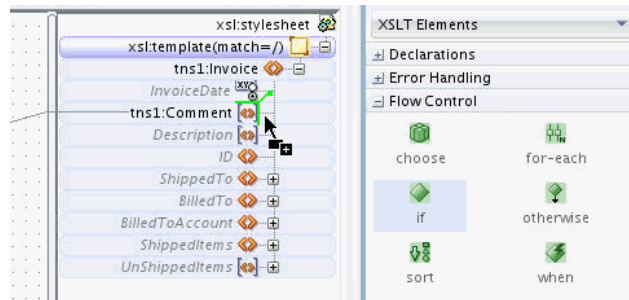 xsl:stylesheet
xsl:template(match=/)
tns1:Invoice
InvoiceDate
tns1:Comment
Description
ID
ShippedTo
BilledTo
BilledToAccount
ShippedItems
UnShippedItems
XSLT Elements
Declarations
Error Handling
Flow Control
choose for-each
if otherwise
sort when